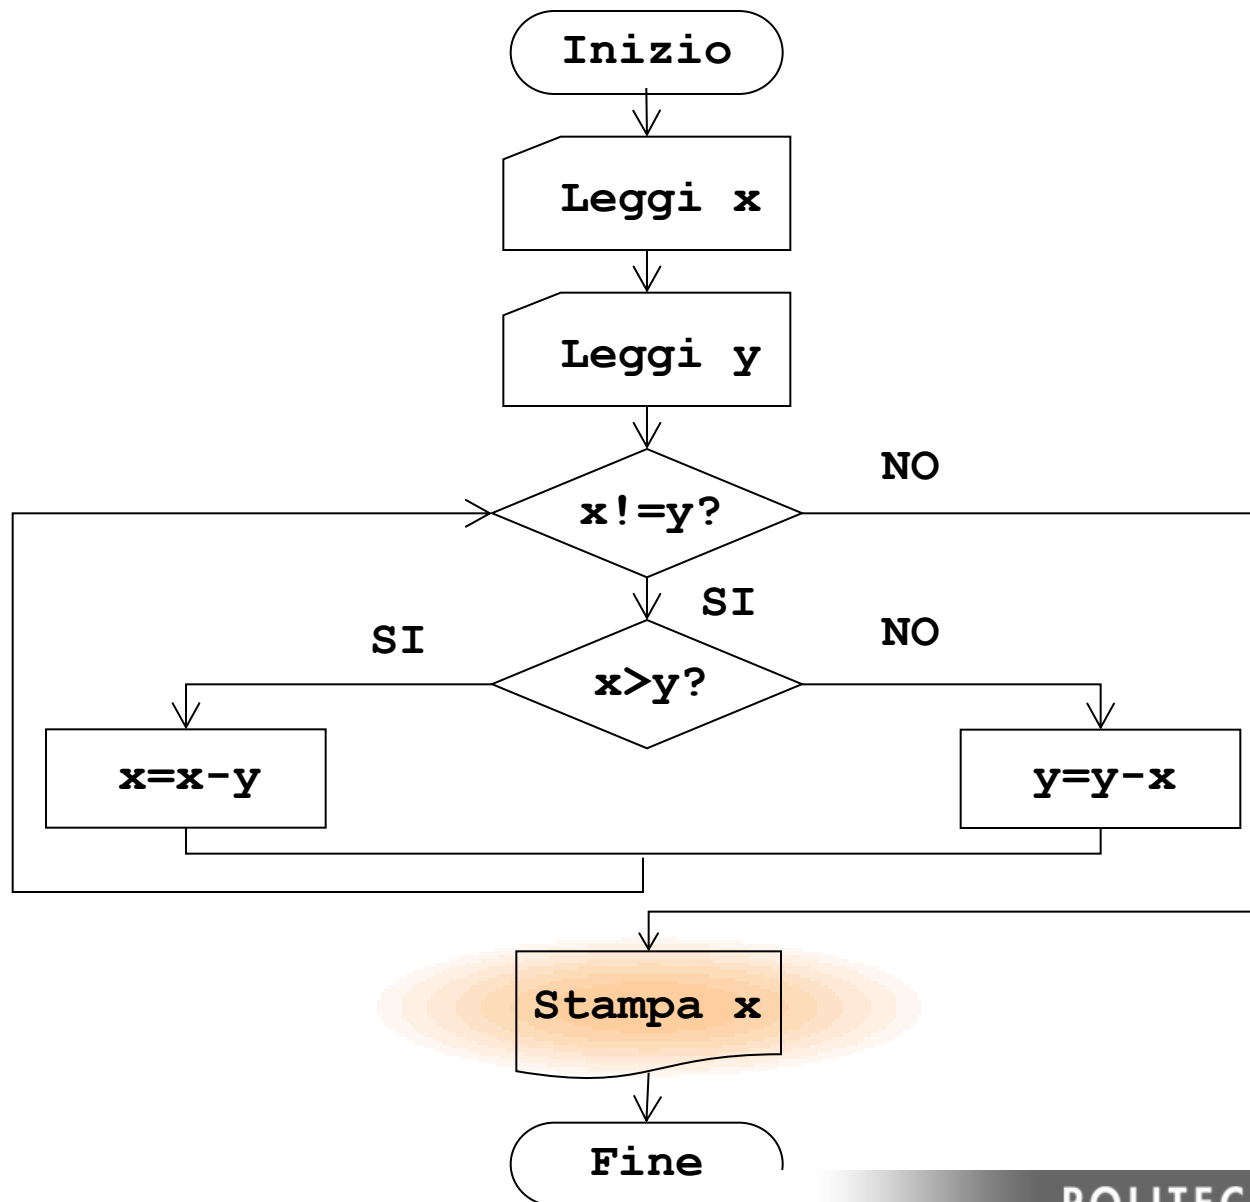 Inizio
Leggi x
Leggi y
x!=y?
NO
SI
x>y?
SI
NO
x=x-y
y=y-x
Stampa x
Fine